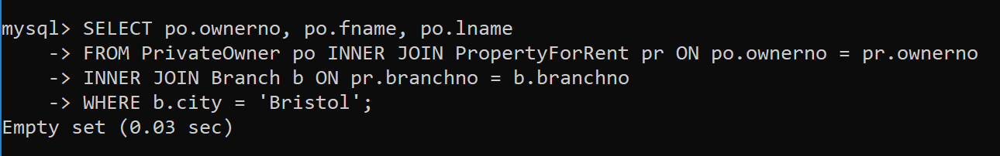 mysql> SELECT po.ownerno, po.fname, po.lname
    -> FROM PrivateOwner po INNER JOIN PropertyForRent pr ON po.ownerno = pr.ownerno
    -> INNER JOIN Branch b ON pr.branchno = b.branchno
    -> WHERE b.city = 'Bristol';
Empty set (0.03 sec)